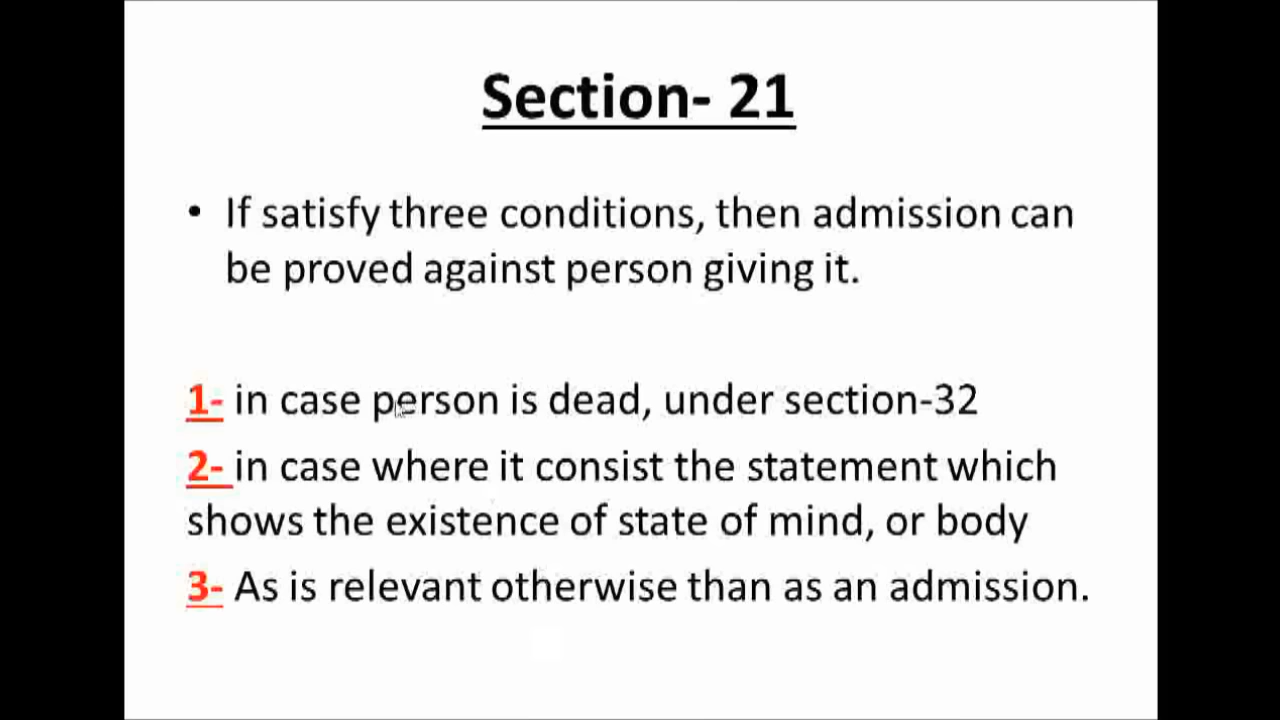 Section- 21
• If satisfy three conditions, then admission can
be proved against person giving it.
1- in case person is dead, under section-32
2- in case where it consist the statement which
shows the existence of state of mind, or body
3- As is relevant otherwise than as an admission.